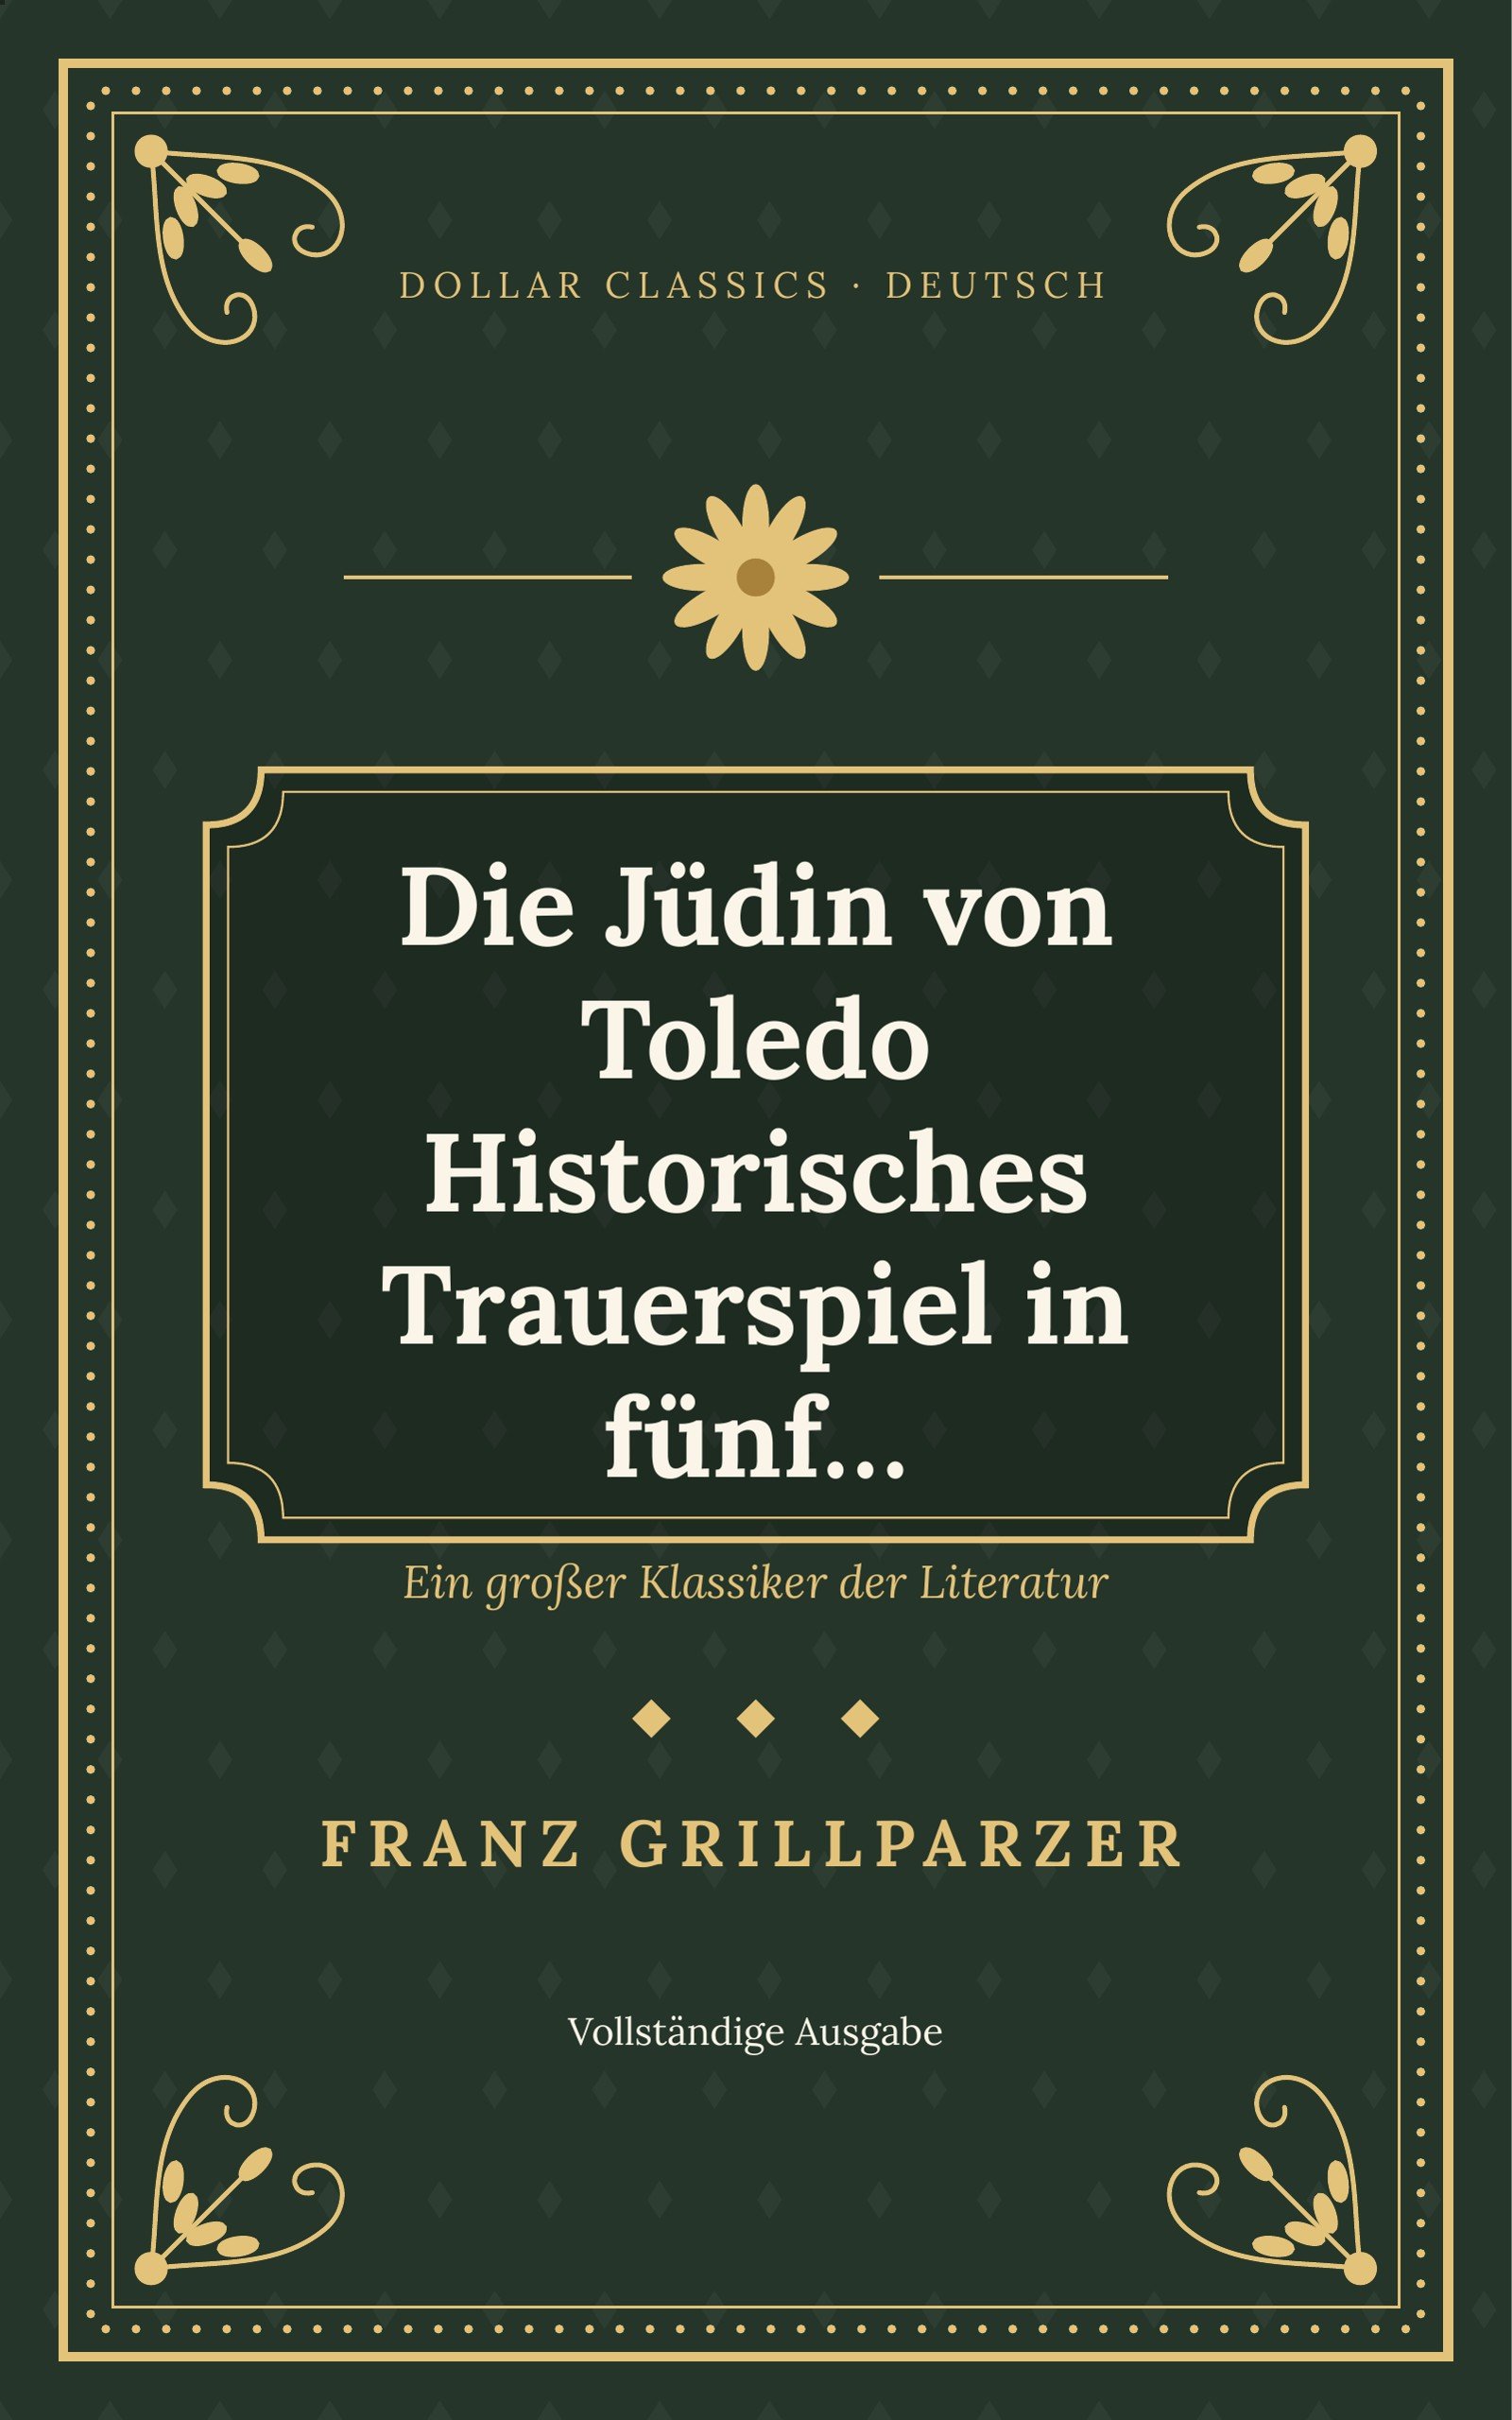 DOLLAR CLASSICS · DEUTSCH
Die Jüdin von
Toledo
Historisches
Trauerspiel in
fünf...
Ein großer Klassiker der Literatur
FRANZ GRILLPARZER
Vollständige Ausgabe